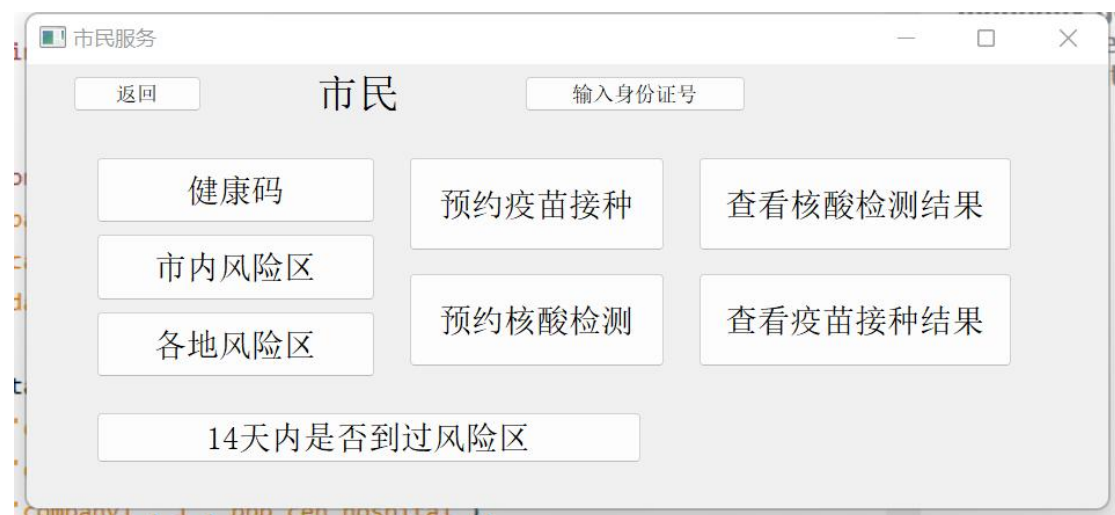 市民服务
返回
市民
输入身份证号
健康码
预约疫苗接种
查看核酸检测结果
市内风险区
各地风险区
预约核酸检测
查看疫苗接种结果
14天内是否到过风险区